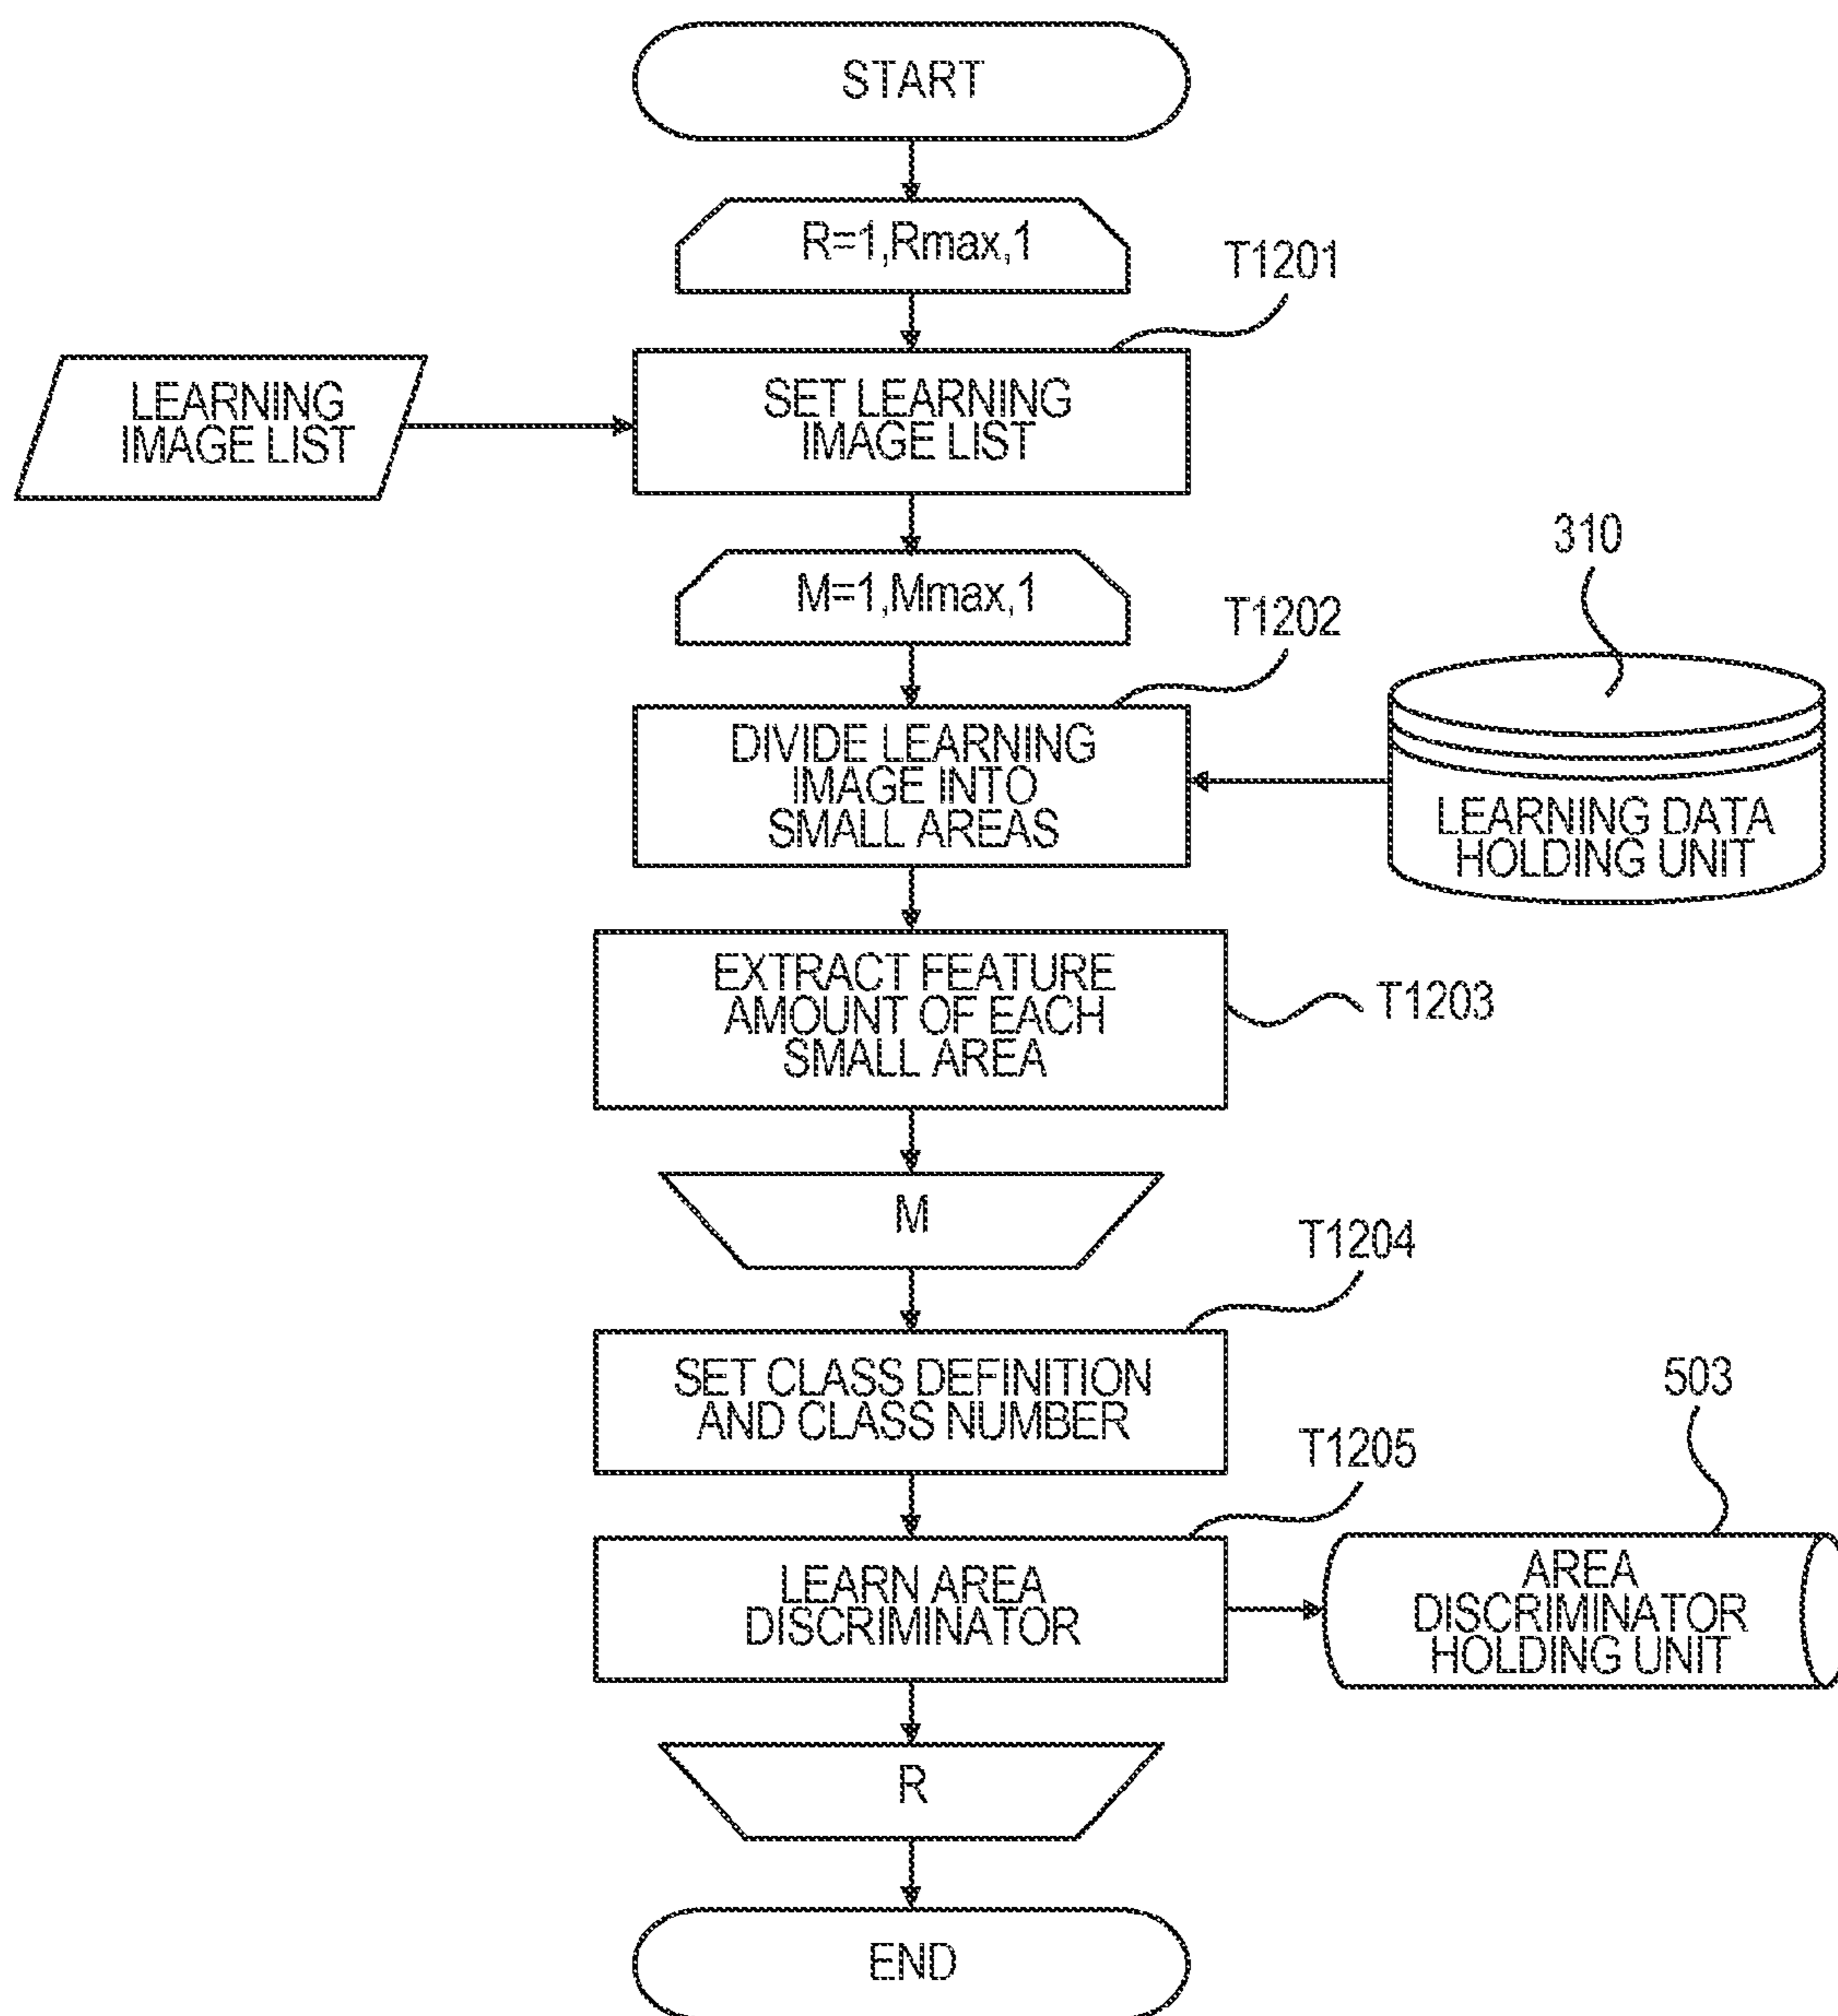 START
R=1,Rmax,1
T1201
LEARNING
IMAGE LIST
SET LEARNING
IMAGE LIST
M=1,Mmax,1
310
T1202
DIVIDE LEARNING
IMAGE INTO
SMALL AREAS
LEARNING DATA
HOLDING UNIT
EXTRACT FEATURE
AMOUNT OF EACH
SMALL AREA
T1203
M
T1204
SET CLASS DEFINITION
AND CLASS NUMBER
503
T1205
LEARN AREA
DISCRIMINATOR
AREA
DISCRIMINATOR
HOLDING UNIT
R
END